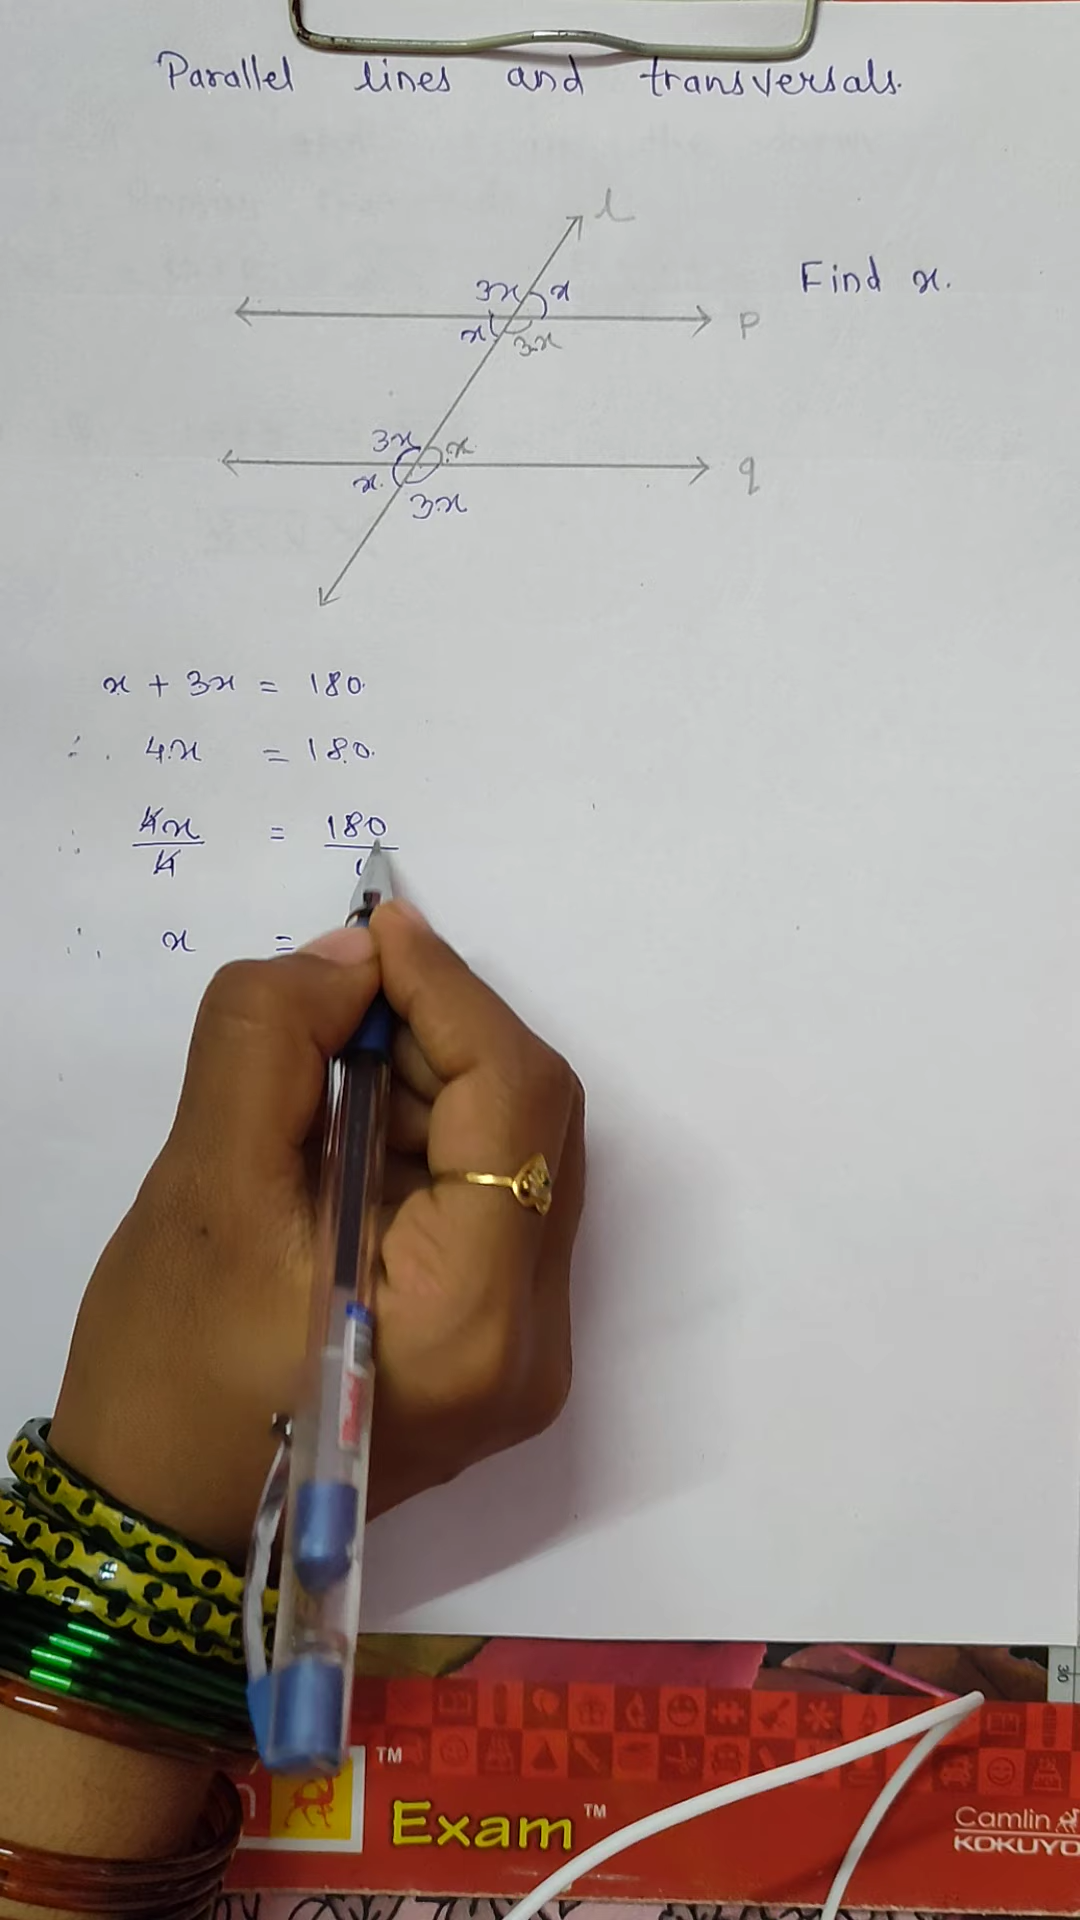 Parallel lines and transversals.
l
3x x
Find x.
p
x 3x
3x x
q
x 3x
x + 3x = 180
∴ 4x = 180
∴ 4x/4 = 180/
∴ x =
30
TM
Exam TM
Camlin
KOKUYO